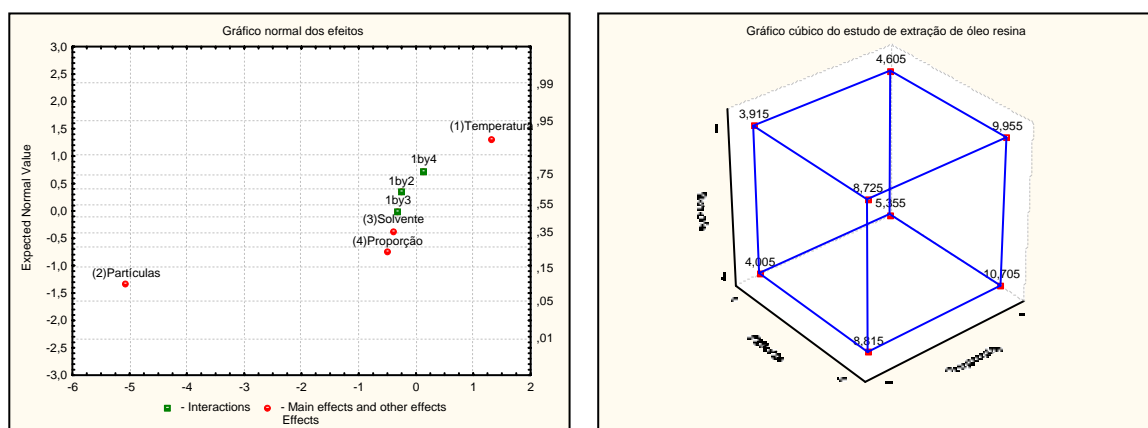 Gráfico normal dos efeitos
3,0
2,5
2,0
1,5
1,0
0,5
0,0
-0,5
-1,0
-1,5
-2,0
-2,5
-3,0
Expected Normal Value
(1)Temperatura
1by4
1by2
1by3
(3)Solvente
(4)Proporção
(2)Partículas
,99
,95
,75
,55
,35
,15
,05
,01
-6 -5 -4 -3 -2 -1 0 1 2
- Interactions - Main effects and other effects
Effects
Gráfico cúbico do estudo de extração de óleo resina
4,605
3,915
9,955
8,725
5,355
4,005
10,705
8,815